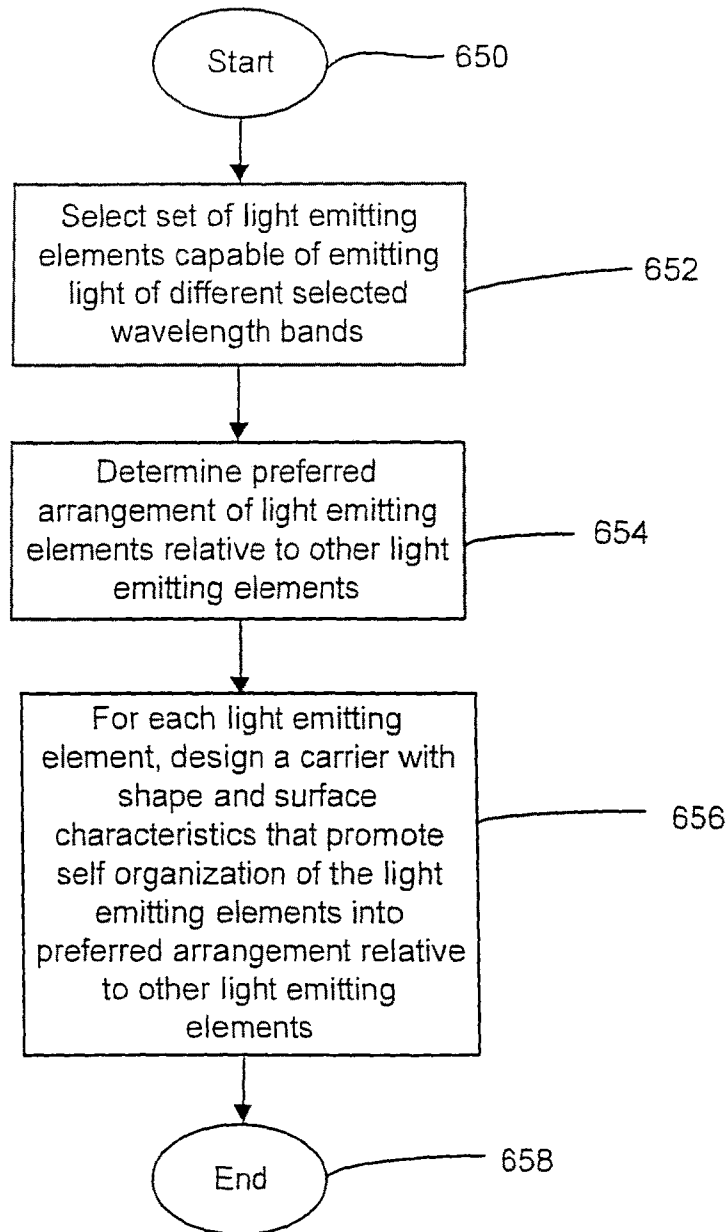 Start
650
Select set of light emitting
elements capable of emitting
light of different selected
wavelength bands
652
Determine preferred
arrangement of light emitting
elements relative to other light
emitting elements
654
For each light emitting
element, design a carrier with
shape and surface
characteristics that promote
self organization of the light
emitting elements into
preferred arrangement relative
to other light emitting
elements
656
End
658